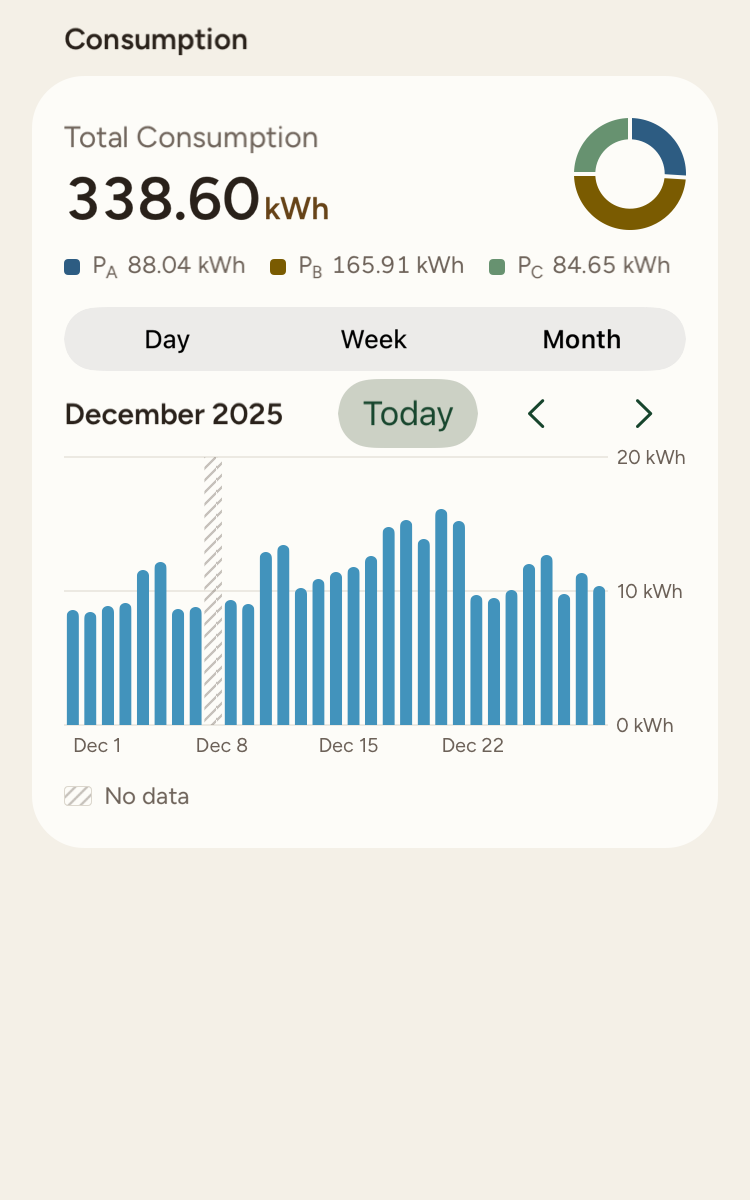 Consumption
Total Consumption
338.60 kWh
PA 88.04 kWh PB 165.91 kWh PC 84.65 kWh
Day Week Month
December 2025 Today
20 kWh
10 kWh
0 kWh
Dec 1 Dec 8 Dec 15 Dec 22
No data